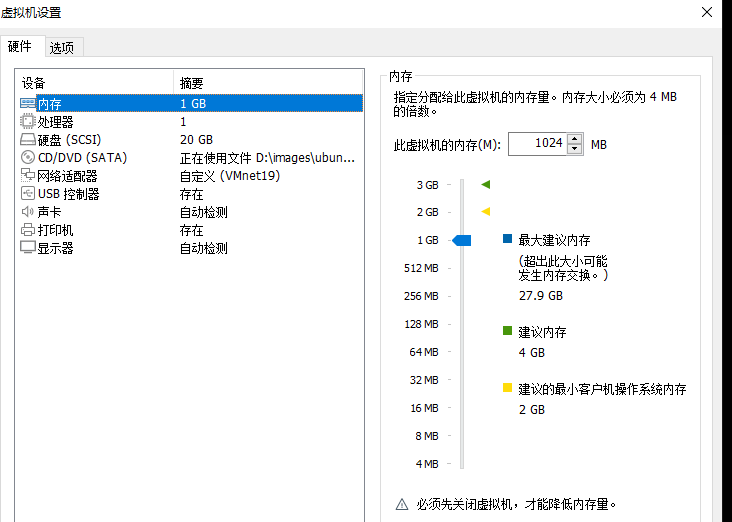 虚拟机设置
硬件 选项
设备 摘要
内存 1 GB
处理器 1
硬盘 (SCSI) 20 GB
CD/DVD (SATA) 正在使用文件 D:\images\ubun...
网络适配器 自定义 (VMnet19)
USB 控制器 存在
声卡 自动检测
打印机 存在
显示器 自动检测
内存
指定分配给此虚拟机的内存量。内存大小必须为 4 MB
的倍数。
此虚拟机的内存(M): 1024 MB
3 GB
2 GB
1 GB
512 MB
256 MB
128 MB
64 MB
32 MB
16 MB
8 MB
4 MB
最大建议内存
(超出此大小可能
发生内存交换。)
27.9 GB
建议内存
4 GB
建议的最小客户机操作系统内存
2 GB
必须先关闭虚拟机，才能降低内存量。